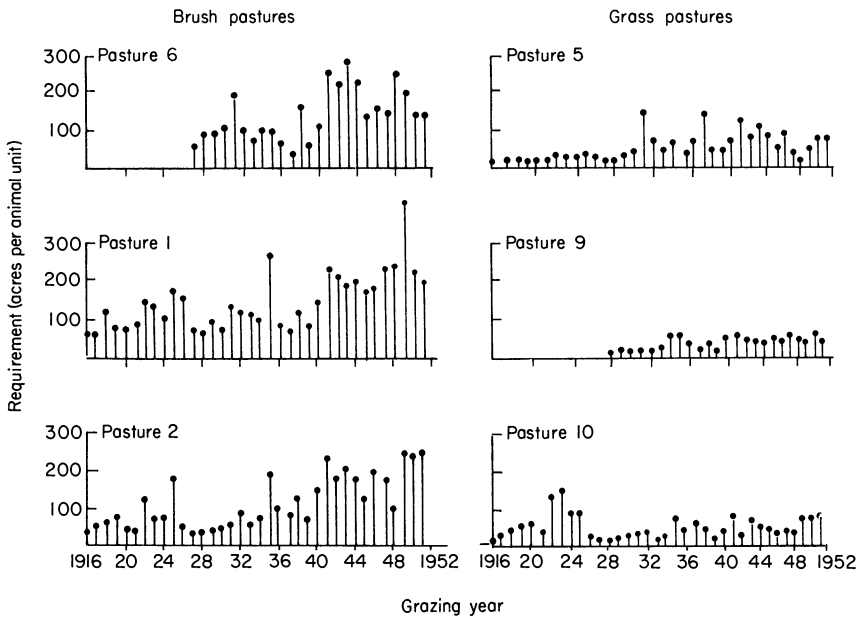 Brush pastures
Grass pastures
Requirement (acres per animal unit)
300
200
100
Pasture 6
Pasture 5
300
200
100
Pasture 1
Pasture 9
300
200
100
Pasture 2
Pasture 10
1916 20 24 28 32 36 40 44 48 1952
1916 20 24 28 32 36 40 44 48 1952
Grazing year